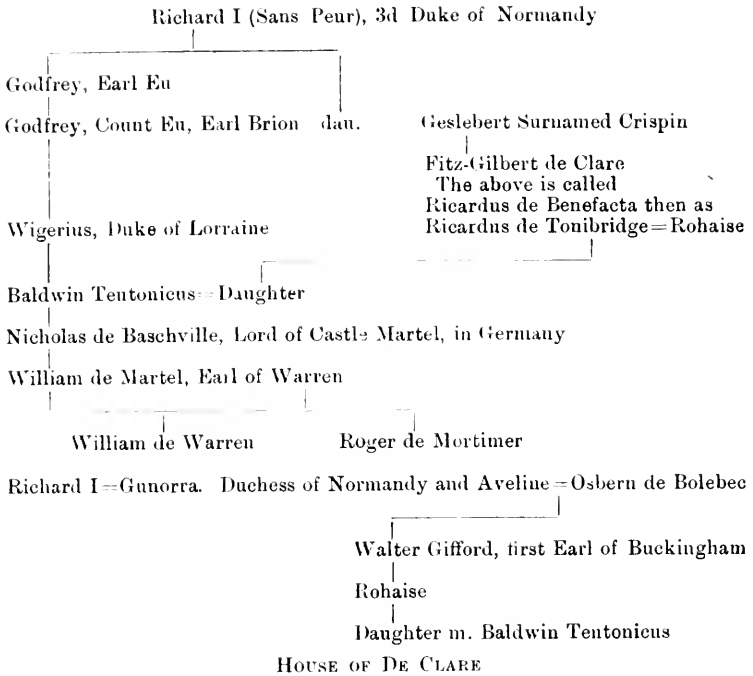 Richard I (Sans Peur), 3d Duke of Normandy
Godfrey, Earl Eu
Godfrey, Count Eu, Earl Brion dau.
Geslebert Surnamed Crispin
Fitz-Gilbert de Clare
The above is called
Ricardus de Benefacta then as
Wigerius, Duke of Lorraine
Ricardus de Tonibridge=Rohaise
Baldwin Teutonicus=Daughter
Nicholas de Baschville, Lord of Castle Martel, in Germany
William de Martel, Earl of Warren
William de Warren Roger de Mortimer
Richard I=Gunorra. Duchess of Normandy and Aveline=Osbern de Bolebec
Walter Gifford, first Earl of Buckingham
Rohaise
Daughter m. Baldwin Teutonicus
HOUSE OF DE CLARE